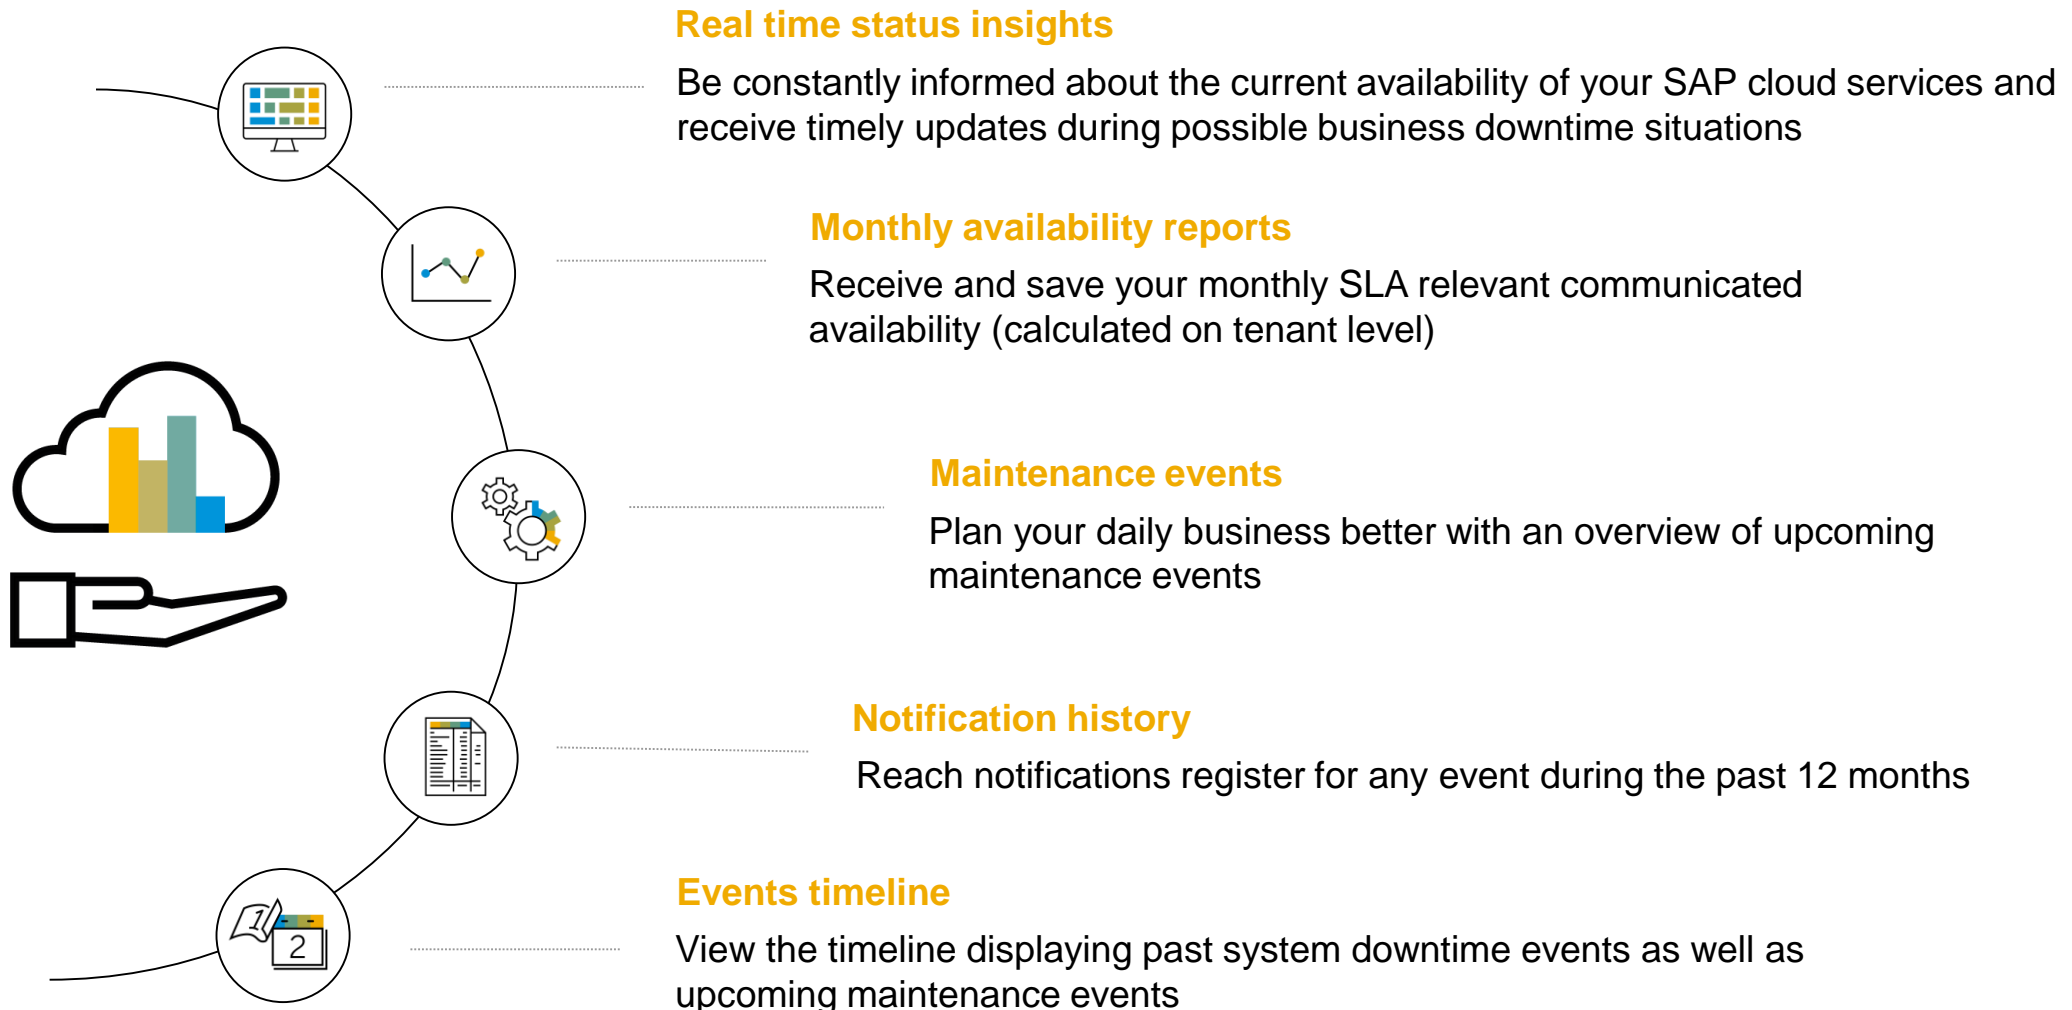 Real time status insights
Be constantly informed about the current availability of your SAP cloud services and
receive timely updates during possible business downtime situations
Monthly availability reports
Receive and save your monthly SLA relevant communicated
availability (calculated on tenant level)
Maintenance events
Plan your daily business better with an overview of upcoming
maintenance events
Notification history
Reach notifications register for any event during the past 12 months
1
2
Events timeline
View the timeline displaying past system downtime events as well as
upcoming maintenance events